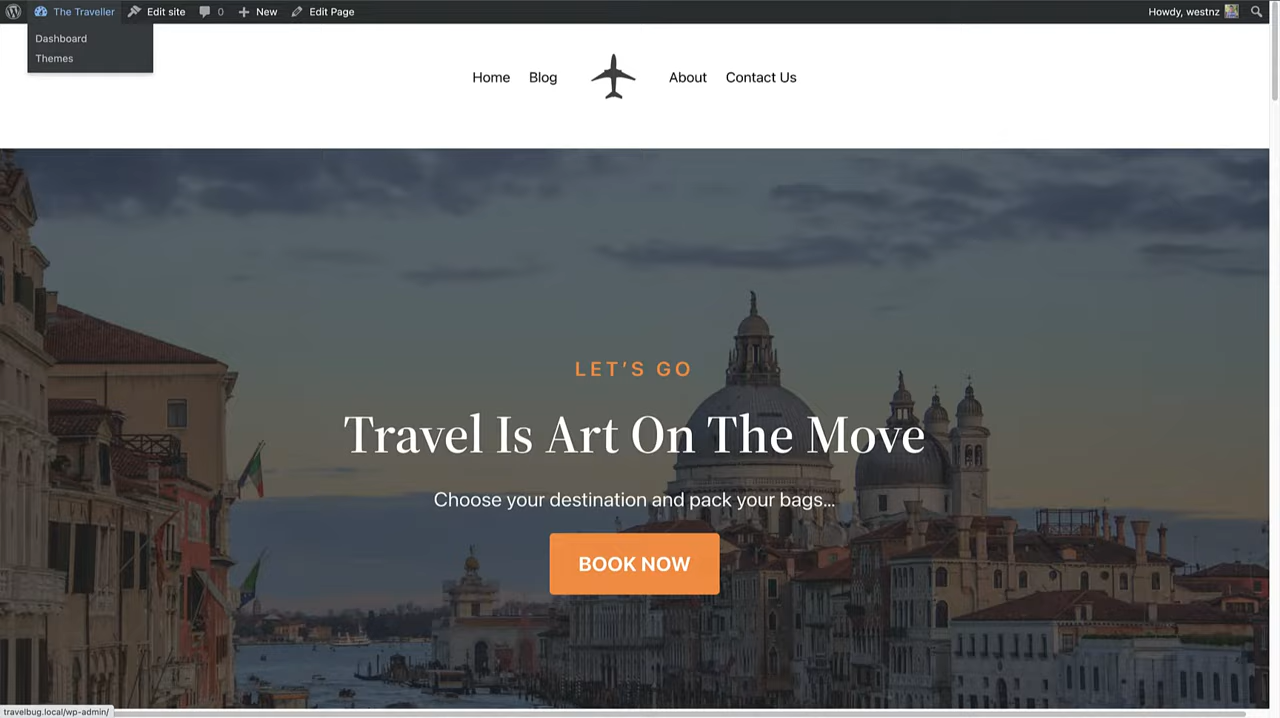 The Traveller Edit site 0 New Edit Page Howdy, westnz
Dashboard
Themes
Home Blog About Contact Us
LET'S GO
Travel Is Art On The Move
Choose your destination and pack your bags...
BOOK NOW
travelbug.local/wp-admin/